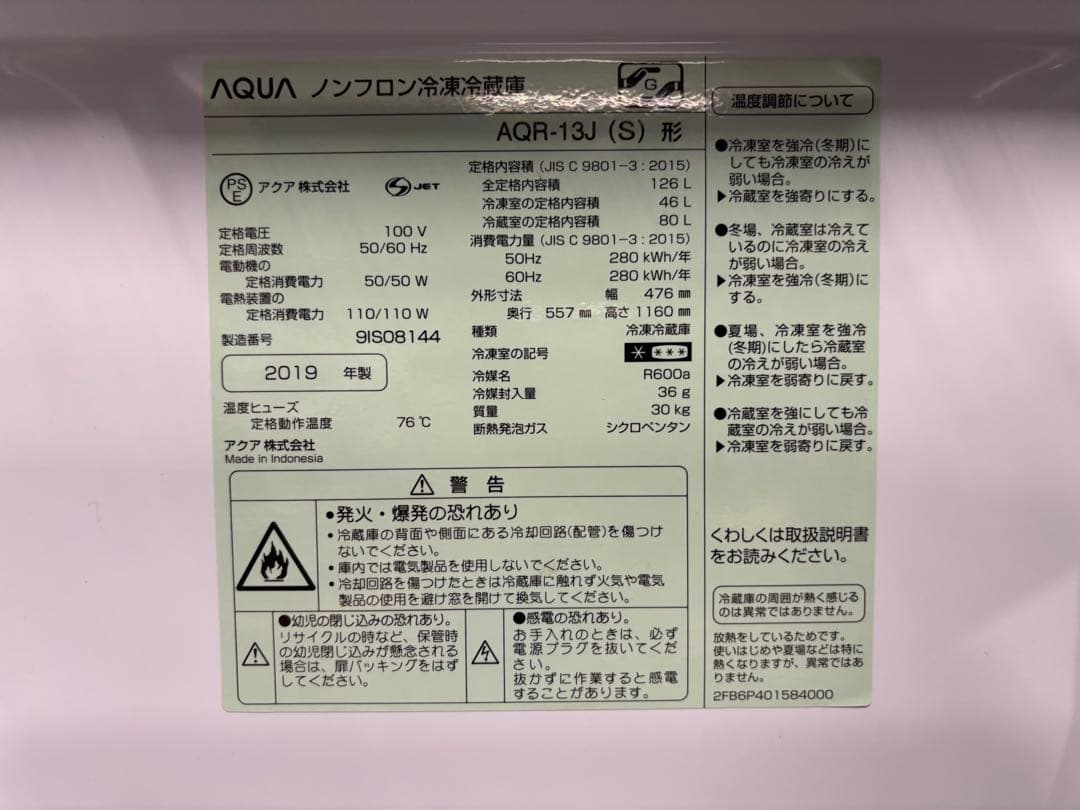 AQUA ノンフロン冷凍冷蔵庫
G
AQR-13J (S) 形
PS
E
アクア株式会社
S JET
定格電圧 100 V
定格周波数 50/60 Hz
電動機の
定格消費電力 50/50 W
電熱装置の
定格消費電力 110/110 W
製造番号 9IS08144
2019 年製
温度ヒューズ
定格動作温度 76℃
アクア株式会社
Made in Indonesia
定格内容積 (JIS C 9801-3 : 2015)
全定格内容積 126 L
冷凍室の定格内容積 46 L
冷蔵室の定格内容積 80 L
消費電力量 (JIS C 9801-3 : 2015)
50Hz 280 kWh/年
60Hz 280 kWh/年
外形寸法 幅 476 ㎜
奥行 557 ㎜ 高さ 1160 ㎜
種類 冷凍冷蔵庫
冷凍室の記号
冷媒名 R600a
冷媒封入量 36 g
質量 30 kg
断熱発泡ガス シクロペンタン
⚠ 警告
●発火・爆発の恐れあり
・冷蔵庫の背面や側面にある冷却回路(配管)を傷つけ
ないでください。
・庫内では電気製品を使用しないでください。
・冷却回路を傷つけたときは冷蔵庫に触れず火気や電気
製品の使用を避け窓を開けて換気してください。
●幼児の閉じ込みの恐れあり。
リサイクルの時など、保管時
の幼児閉じ込みが懸念される
場合は、扉パッキングをはず
してください。
●感電の恐れあり。
お手入れのときは、必ず
電源プラグを抜いてくだ
さい。
抜かずに作業すると感電
することがあります。
温度調節について
●冷凍室を強冷(冬期)に
しても冷凍室の冷えが
弱い場合。
▶冷蔵室を強寄りにする。
●冬場、冷蔵室は冷えて
いるのに冷凍室の冷え
が弱い場合。
▶冷凍室を強冷(冬期)に
する。
●夏場、冷凍室を強冷
(冬期)にしたら冷蔵室
の冷えが弱い場合。
▶冷凍室を弱寄りに戻す。
●冷蔵室を強にしても冷
蔵室の冷えが弱い場合。
▶冷凍室を弱寄りに戻す。
くわしくは取扱説明書
をお読みください。
冷蔵庫の周囲が熱く感じる
のは異常ではありません。
放熱をしているためです。
使いはじめや夏場などは特に
熱くなりますが、異常ではあ
りません。
2FB6P401584000